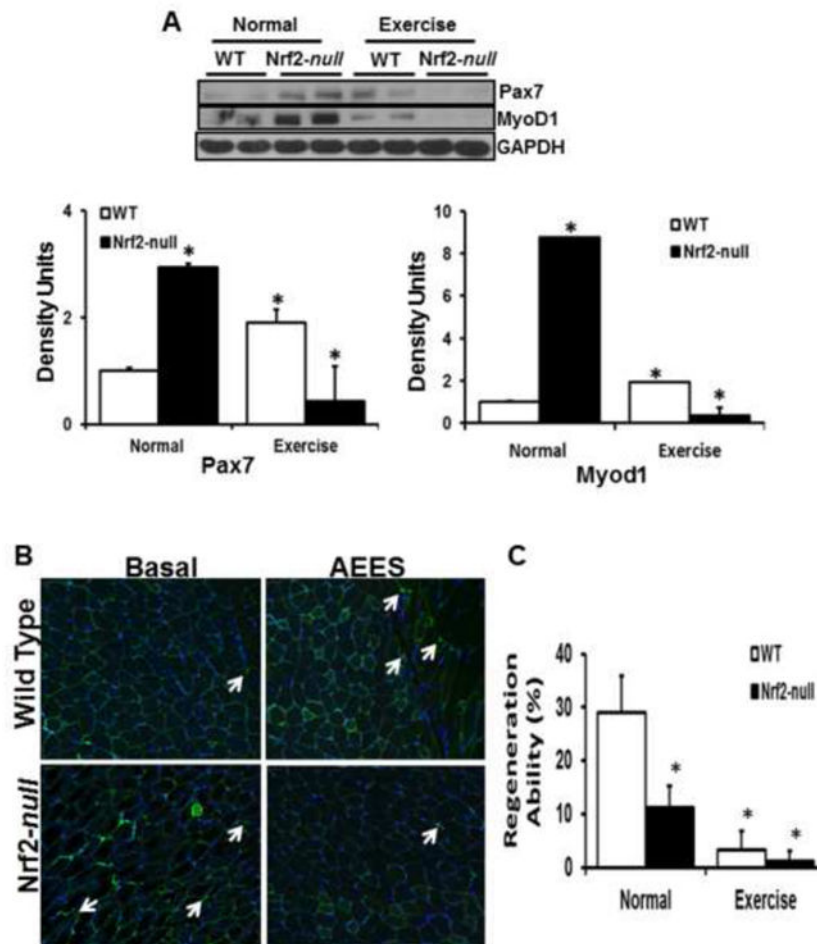 A
Normal Exercise
WT Nrf2-null WT Nrf2-null
Pax7
MyoD1
GAPDH
Density Units
4
2
0
WT
Nrf2-null
*
*
*
Normal Exercise
Pax7
Density Units
10
8
6
4
2
0
WT
Nrf2-null
*
*
*
Normal Exercise
Myod1
B
Basal AEES
Wild Type
Nrf2-null
C
Regeneration
Ability (%)
40
30
20
10
0
WT
Nrf2-null
*
*
*
Normal Exercise